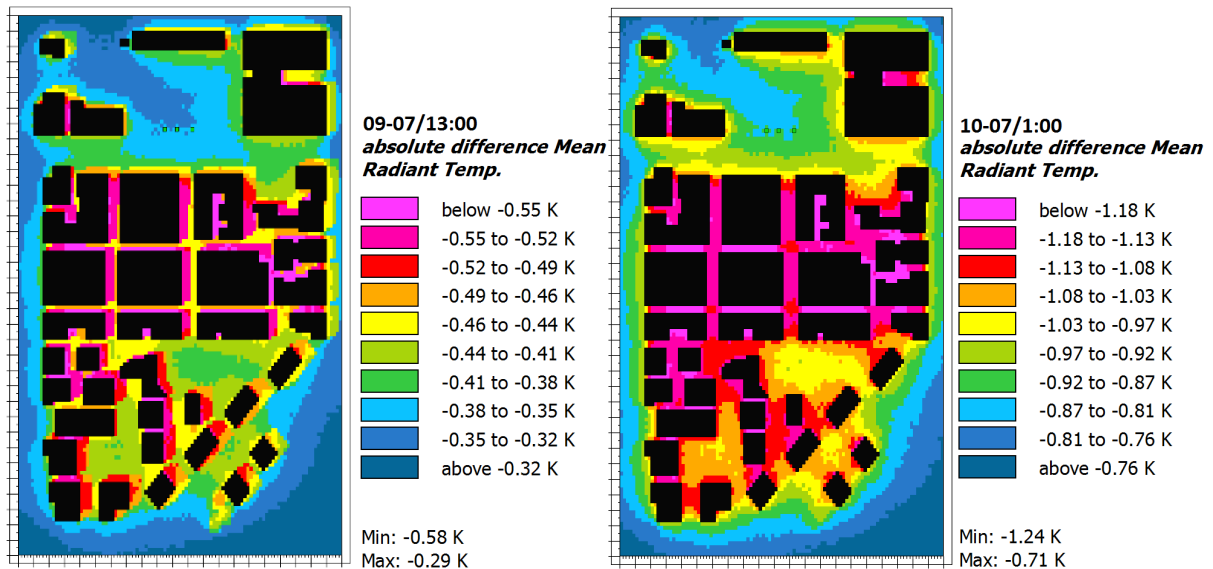 09-07/13:00
absolute difference Mean
Radiant Temp.
below -0.55 K
-0.55 to -0.52 K
-0.52 to -0.49 K
-0.49 to -0.46 K
-0.46 to -0.44 K
-0.44 to -0.41 K
-0.41 to -0.38 K
-0.38 to -0.35 K
-0.35 to -0.32 K
above -0.32 K
Min: -0.58 K
Max: -0.29 K
10-07/1:00
absolute difference Mean
Radiant Temp.
below -1.18 K
-1.18 to -1.13 K
-1.13 to -1.08 K
-1.08 to -1.03 K
-1.03 to -0.97 K
-0.97 to -0.92 K
-0.92 to -0.87 K
-0.87 to -0.81 K
-0.81 to -0.76 K
above -0.76 K
Min: -1.24 K
Max: -0.71 K